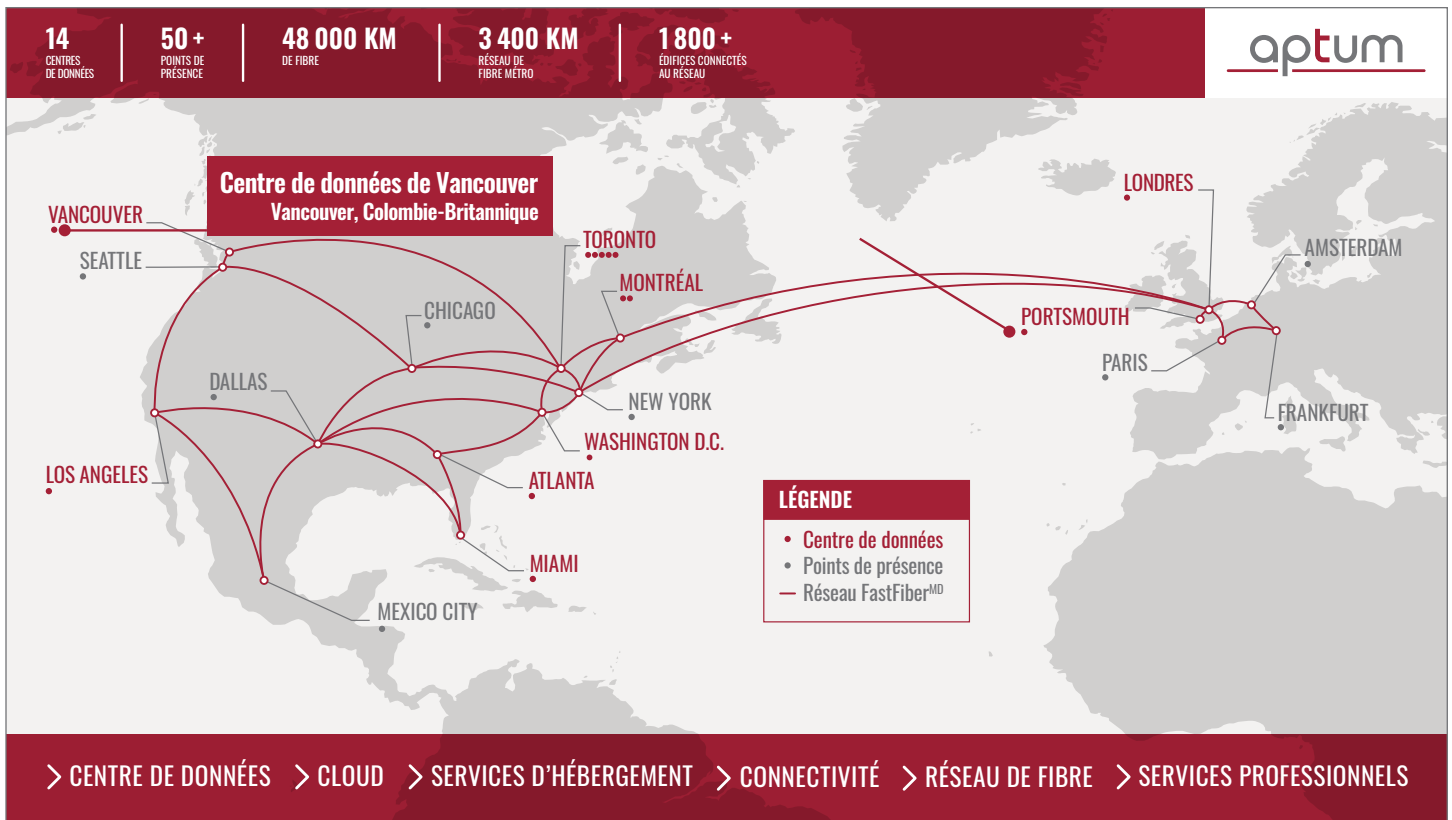 14
CENTRES
DE DONNÉES
50 +
POINTS DE
PRÉSENCE
48 000 KM
DE FIBRE
3 400 KM
RÉSEAU DE
FIBRE MÉTRO
1 800 +
ÉDIFICES CONNECTÉS
AU RÉSEAU
aptum
Centre de données de Vancouver
Vancouver, Colombie-Britannique
VANCOUVER
SEATTLE
TORONTO
MONTRÉAL
CHICAGO
DALLAS
NEW YORK
WASHINGTON D.C.
LOS ANGELES
ATLANTA
MIAMI
MEXICO CITY
LONDRES
AMSTERDAM
PORTSMOUTH
PARIS
FRANKFURT
LÉGENDE
• Centre de données
• Points de présence
— Réseau FastFiberMD
> CENTRE DE DONNÉES > CLOUD > SERVICES D’HÉBERGEMENT > CONNECTIVITÉ > RÉSEAU DE FIBRE > SERVICES PROFESSIONNELS